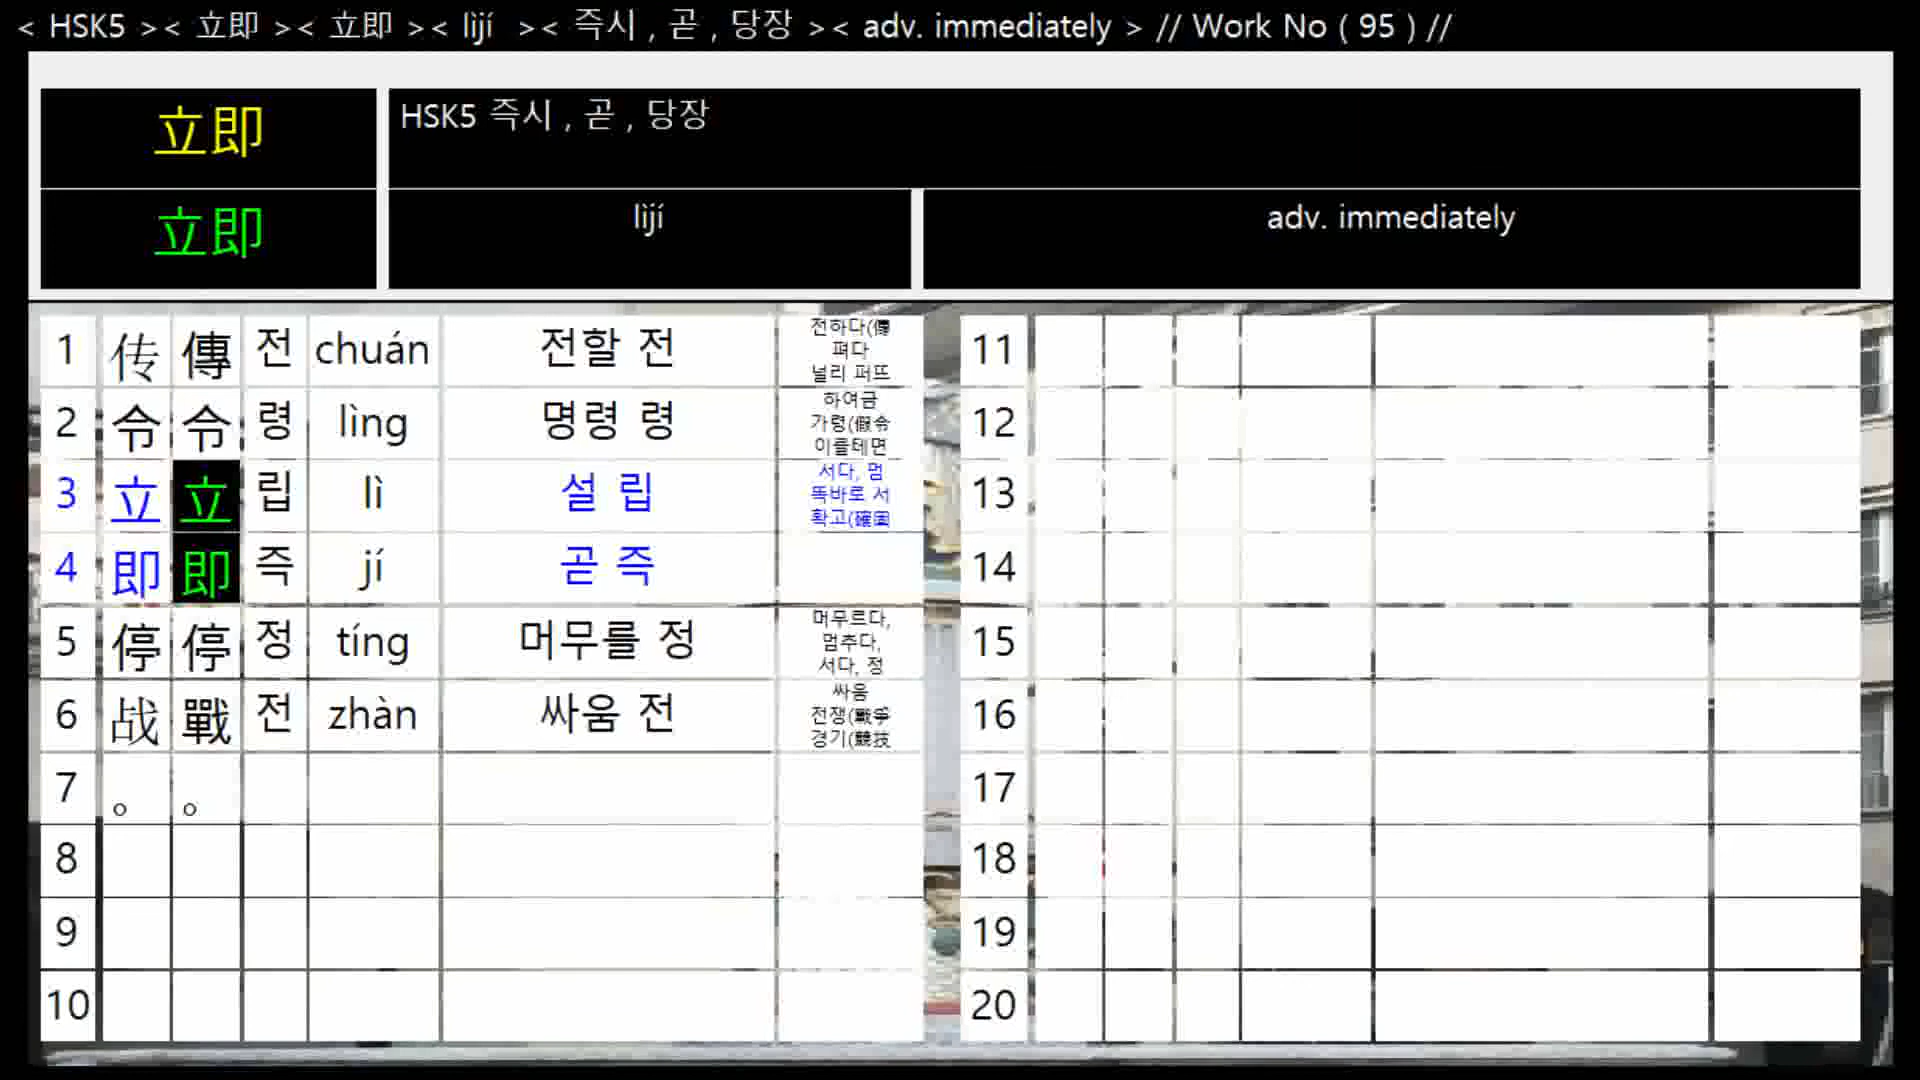 < HSK5 >< 立即 >< 立即 >< lìjí >< 즉시 , 곧 , 당장 >< adv. immediately > // Work No ( 95 ) //
立即
HSK5 즉시 , 곧 , 당장
立即
lìjí
adv. immediately
1 传 傳 전 chuán 전할 전 전하다(傳 펴다 널리 퍼뜨
2 令 令 령 lìng 명령 령 하여금 가령(假令 이를테면
3 立 立 립 lì 설 립 서다, 멈 똑바로 서 확고(確固
4 即 即 즉 jí 곧 즉
5 停 停 정 tíng 머무를 정 머무르다, 멈추다, 서다, 정
6 战 戰 전 zhàn 싸움 전 싸움 전쟁(戰爭 경기(競技
7 。 。
8
9
10
11
12
13
14
15
16
17
18
19
20